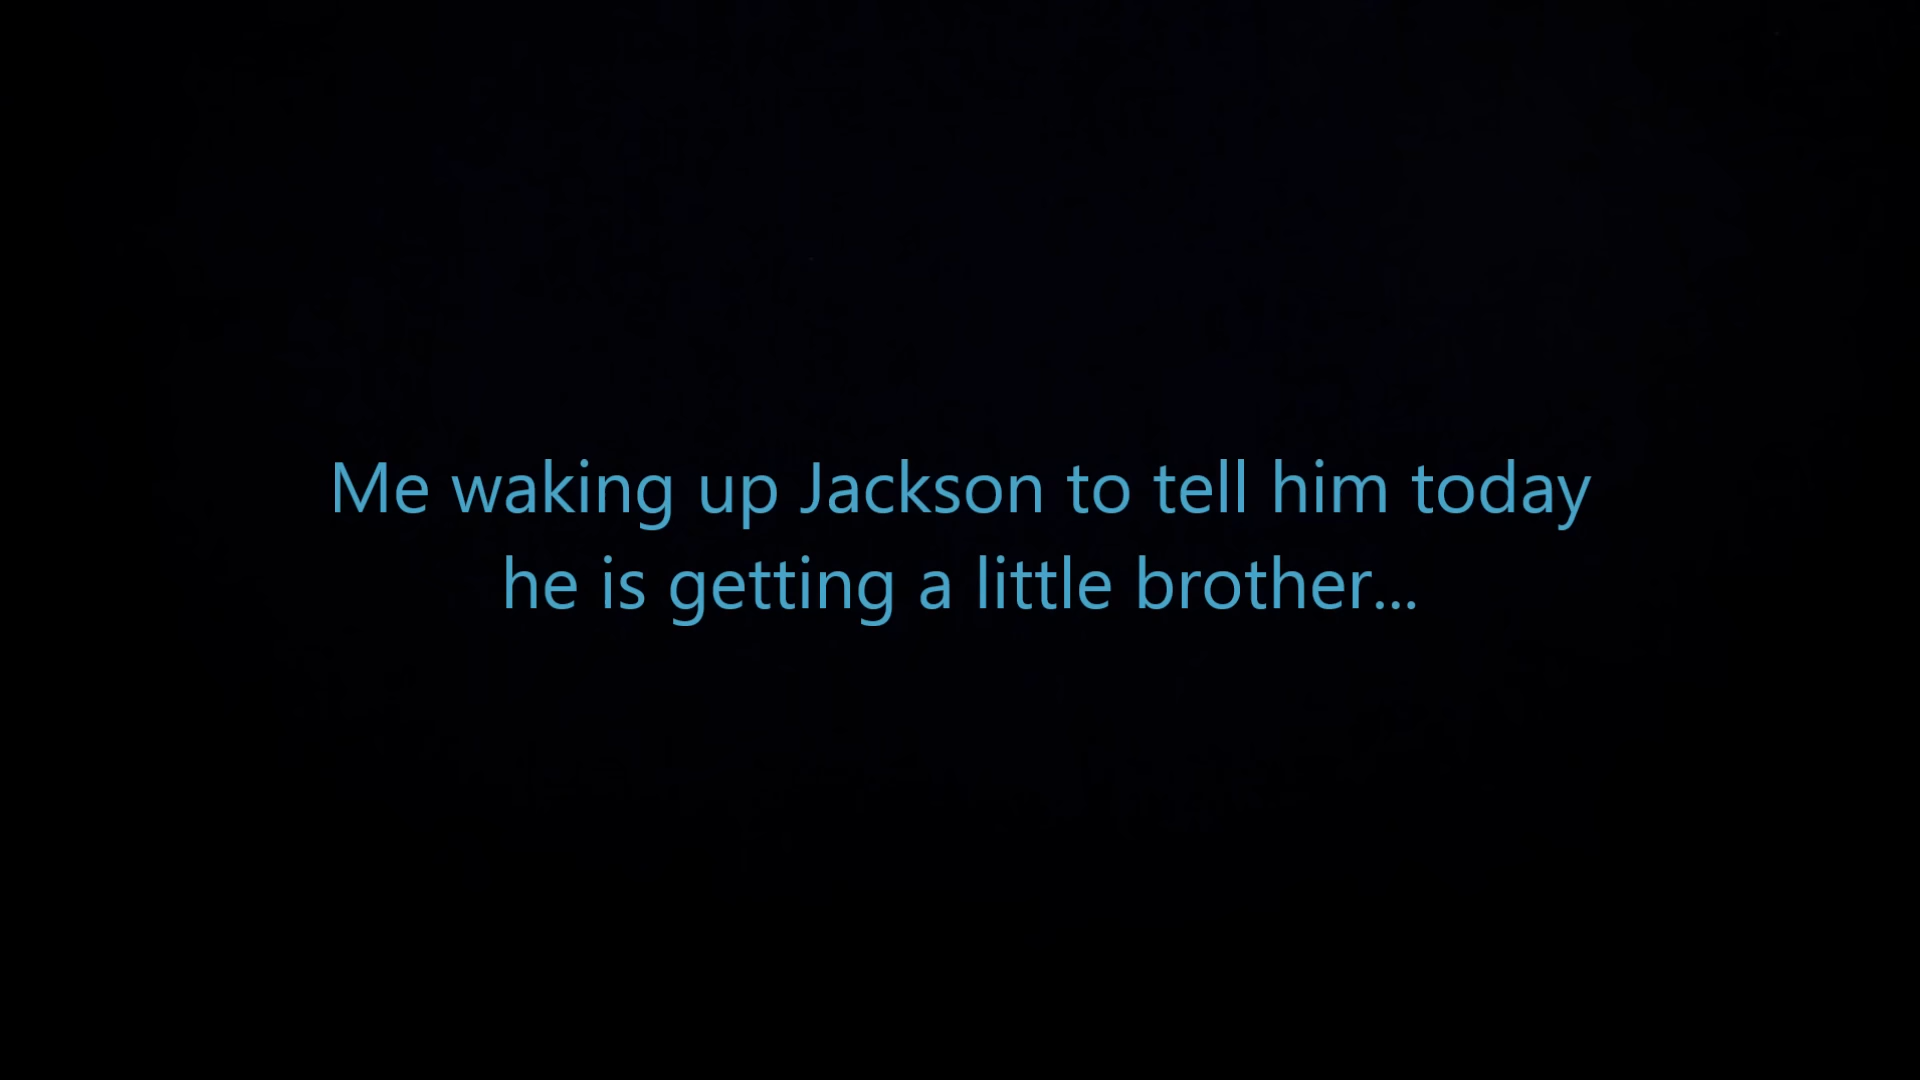 Me waking up Jackson to tell him today
he is getting a little brother...